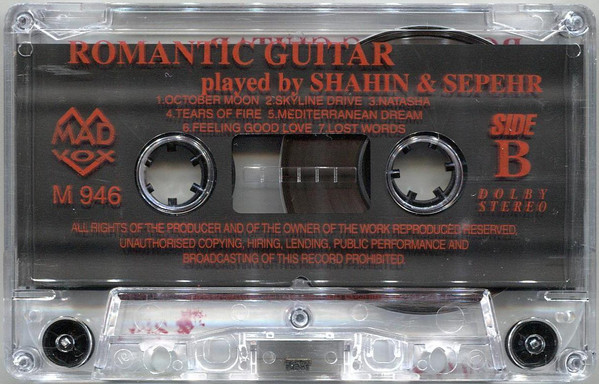 ROMANTIC GUITAR
played by SHAHIN & SEPEHR
1.OCTOBER MOON 2.SKYLINE DRIVE 3.NATASHA
4.TEARS OF FIRE 5.MEDITERRANEAN DREAM
6.FEELING GOOD LOVE 7.LOST WORDS
MAD
VOX
M 946
SIDE
B
DOLBY
STEREO
ALL RIGHTS OF THE PRODUCER AND OF THE OWNER OF THE WORK REPRODUCED RESERVED.
UNAUTHORISED COPYING, HIRING, LENDING, PUBLIC PERFORMANCE AND
BROADCASTING OF THIS RECORD PROHIBITED.